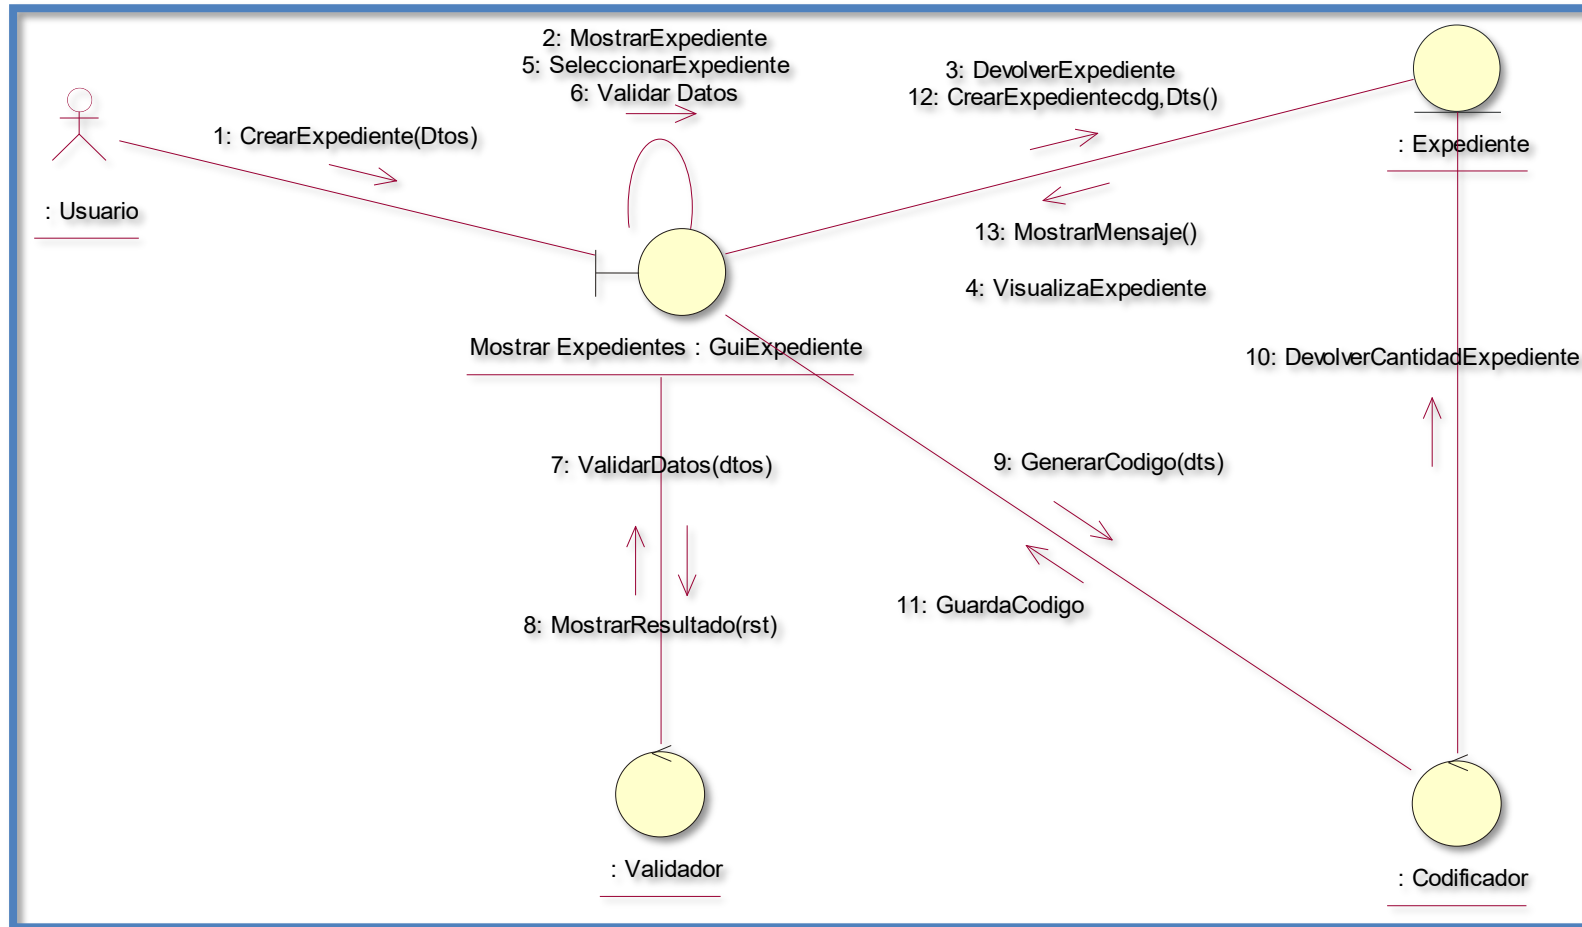 2: MostrarExpediente
5: SeleccionarExpediente
6: Validar Datos
3: DevolverExpediente
12: CrearExpedientecdg,Dts()
1: CrearExpediente(Dtos)
: Expediente
: Usuario
13: MostrarMensaje()
4: VisualizaExpediente
Mostrar Expedientes : GuiExpediente
10: DevolverCantidadExpediente
7: ValidarDatos(dtos)
9: GenerarCodigo(dts)
11: GuardaCodigo
8: MostrarResultado(rst)
: Validador
: Codificador